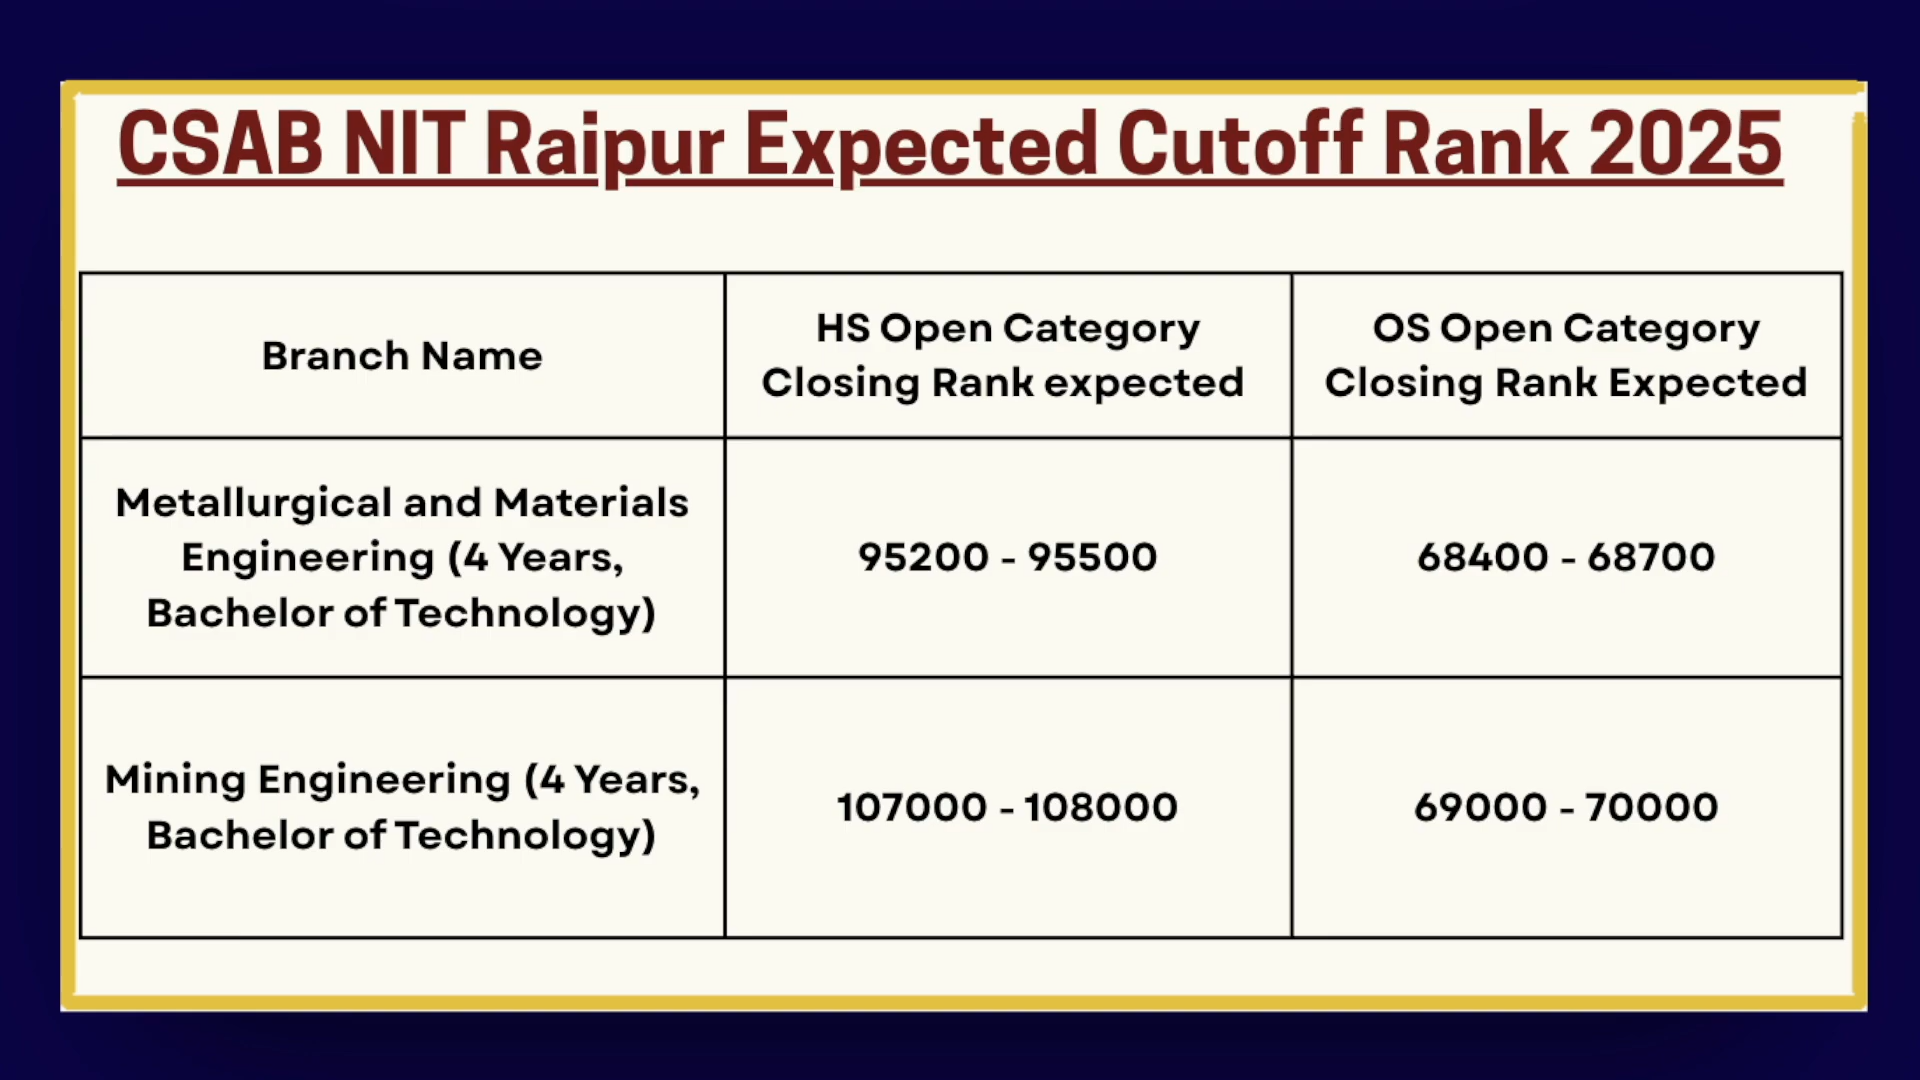 CSAB NIT Raipur Expected Cutoff Rank 2025
Branch Name
HS Open Category
Closing Rank expected
OS Open Category
Closing Rank Expected
Metallurgical and Materials
Engineering (4 Years,
Bachelor of Technology)
95200 - 95500
68400 - 68700
Mining Engineering (4 Years,
Bachelor of Technology)
107000 - 108000
69000 - 70000